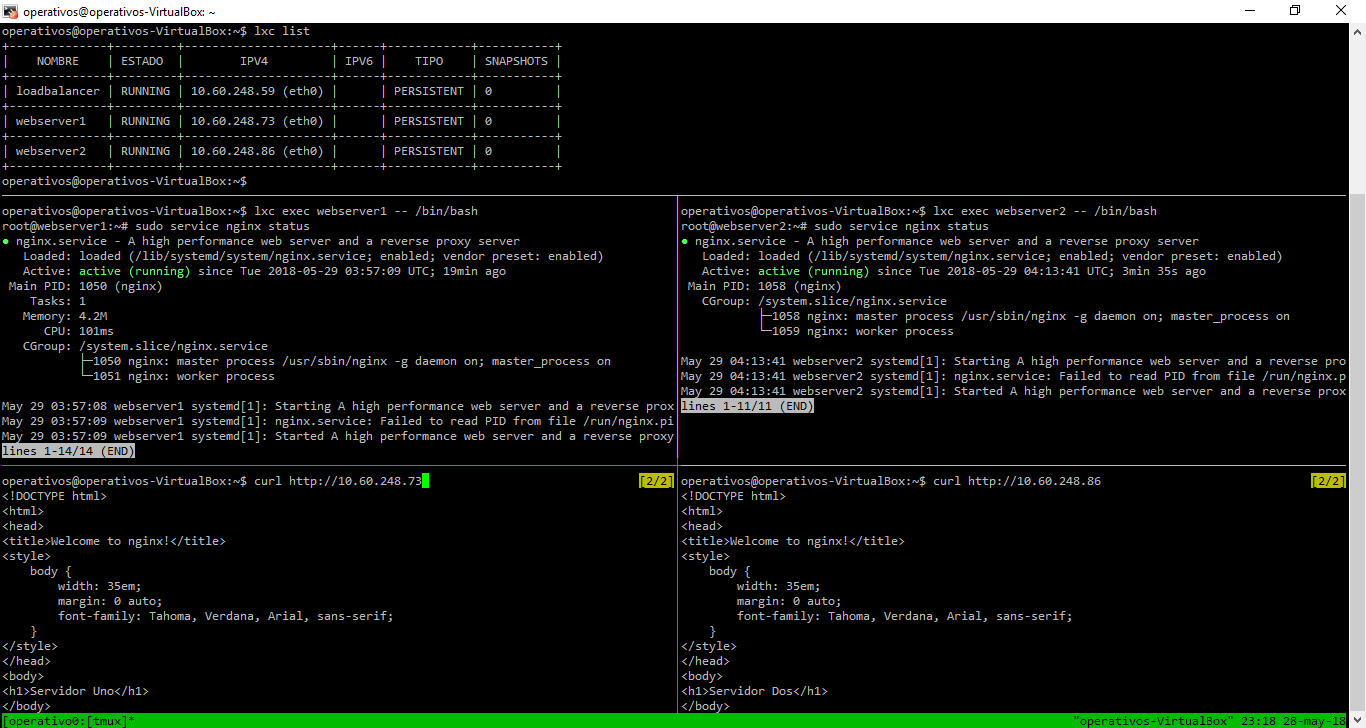 operativos@operativos-VirtualBox: ~
operativos@operativos-VirtualBox:~$ lxc list
+--------------+---------+---------------------+------+------------+-----------+
|    NOMBRE    | ESTADO  |        IPV4         | IPV6 |    TIPO    | SNAPSHOTS |
+--------------+---------+---------------------+------+------------+-----------+
| loadbalancer | RUNNING | 10.60.248.59 (eth0) |      | PERSISTENT | 0         |
+--------------+---------+---------------------+------+------------+-----------+
| webserver1   | RUNNING | 10.60.248.73 (eth0) |      | PERSISTENT | 0         |
+--------------+---------+---------------------+------+------------+-----------+
| webserver2   | RUNNING | 10.60.248.86 (eth0) |      | PERSISTENT | 0         |
+--------------+---------+---------------------+------+------------+-----------+
operativos@operativos-VirtualBox:~$
operativos@operativos-VirtualBox:~$ lxc exec webserver1 -- /bin/bash
root@webserver1:~# sudo service nginx status
● nginx.service - A high performance web server and a reverse proxy server
   Loaded: loaded (/lib/systemd/system/nginx.service; enabled; vendor preset: enabled)
   Active: active (running) since Tue 2018-05-29 03:57:09 UTC; 19min ago
 Main PID: 1050 (nginx)
    Tasks: 1
   Memory: 4.2M
      CPU: 101ms
   CGroup: /system.slice/nginx.service
           ├─1050 nginx: master process /usr/sbin/nginx -g daemon on; master_process on
           └─1051 nginx: worker process
May 29 03:57:08 webserver1 systemd[1]: Starting A high performance web server and a reverse prox
May 29 03:57:09 webserver1 systemd[1]: nginx.service: Failed to read PID from file /run/nginx.pi
May 29 03:57:09 webserver1 systemd[1]: Started A high performance web server and a reverse proxy
lines 1-14/14 (END)
operativos@operativos-VirtualBox:~$ lxc exec webserver2 -- /bin/bash
root@webserver2:~# sudo service nginx status
● nginx.service - A high performance web server and a reverse proxy server
   Loaded: loaded (/lib/systemd/system/nginx.service; enabled; vendor preset: enabled)
   Active: active (running) since Tue 2018-05-29 04:13:41 UTC; 3min 35s ago
 Main PID: 1058 (nginx)
   CGroup: /system.slice/nginx.service
           ├─1058 nginx: master process /usr/sbin/nginx -g daemon on; master_process on
           └─1059 nginx: worker process
May 29 04:13:41 webserver2 systemd[1]: Starting A high performance web server and a reverse pro
May 29 04:13:41 webserver2 systemd[1]: nginx.service: Failed to read PID from file /run/nginx.p
May 29 04:13:41 webserver2 systemd[1]: Started A high performance web server and a reverse prox
lines 1-11/11 (END)
operativos@operativos-VirtualBox:~$ curl http://10.60.248.73 [2/2]
<!DOCTYPE html>
<html>
<head>
<title>Welcome to nginx!</title>
<style>
    body {
        width: 35em;
        margin: 0 auto;
        font-family: Tahoma, Verdana, Arial, sans-serif;
    }
</style>
</head>
<body>
<h1>Servidor Uno</h1>
</body>
operativos@operativos-VirtualBox:~$ curl http://10.60.248.86 [2/2]
<!DOCTYPE html>
<html>
<head>
<title>Welcome to nginx!</title>
<style>
    body {
        width: 35em;
        margin: 0 auto;
        font-family: Tahoma, Verdana, Arial, sans-serif;
    }
</style>
</head>
<body>
<h1>Servidor Dos</h1>
</body>
[operativo0:[tmux]* "operativos-VirtualBox" 23:18 28-may-18